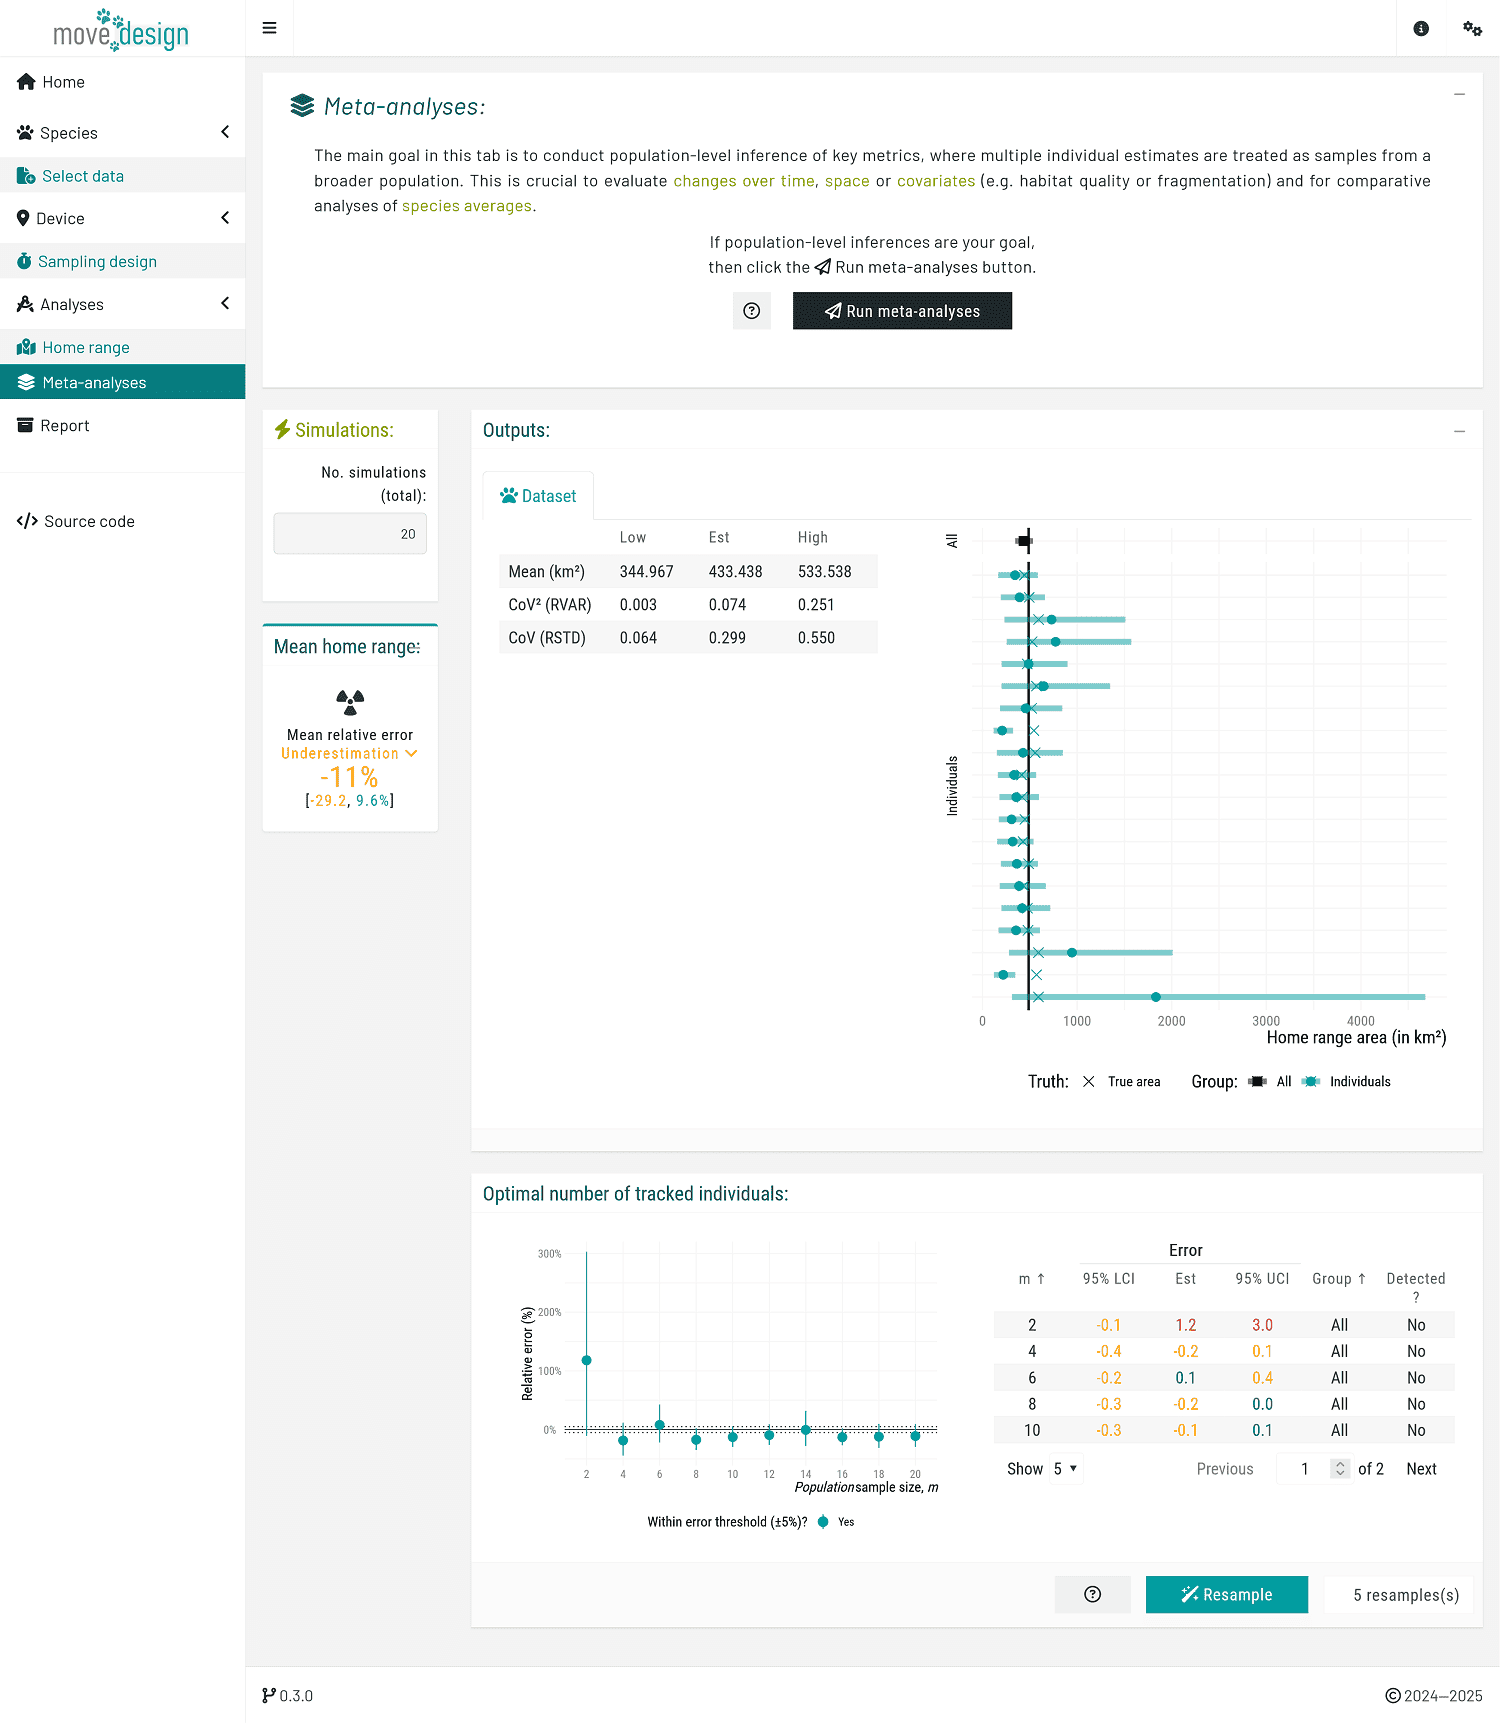 move.design
Home
Species
Select data
Device
Sampling design
Analyses
Home range
Meta-analyses
Report
Source code
Meta-analyses:
The main goal in this tab is to conduct population-level inference of key metrics, where multiple individual estimates are treated as samples from a
broader population. This is crucial to evaluate changes over time, space or covariates (e.g. habitat quality or fragmentation) and for comparative
analyses of species averages.
If population-level inferences are your goal,
then click the Run meta-analyses button.
Run meta-analyses
Simulations:
No. simulations
(total):
20
Mean home range:
Mean relative error
Underestimation
-11%
[-29.2, 9.6%]
Outputs:
Dataset
Low Est High
Mean (km²) 344.967 433.438 533.538
CoV² (RVAR) 0.003 0.074 0.251
CoV (RSTD) 0.064 0.299 0.550
All
Individuals
0 1000 2000 3000 4000
Home range area (in km²)
Truth: True area Group: All Individuals
Optimal number of tracked individuals:
Relative error (%)
300%
200%
100%
0%
2 4 6 8 10 12 14 16 18 20
Population sample size, m
Within error threshold (±5%)? Yes
Error
m ↑ 95% LCI Est 95% UCI Group ↑ Detected
?
2 -0.1 1.2 3.0 All No
4 -0.4 -0.2 0.1 All No
6 -0.2 0.1 0.4 All No
8 -0.3 -0.2 0.0 All No
10 -0.3 -0.1 0.1 All No
Show 5 Previous 1 of 2 Next
Resample
5 resamples(s)
0.3.0
© 2024–2025